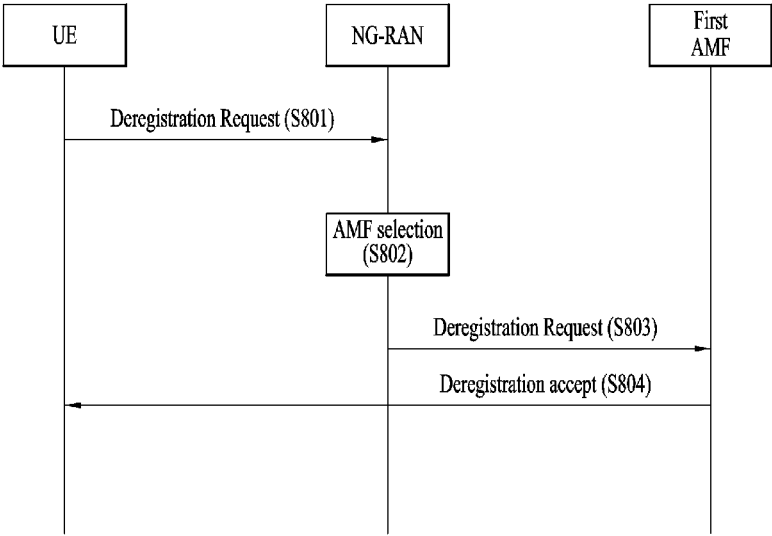 UE
NG-RAN
First
AMF
Deregistration Request (S801)
AMF selection
(S802)
Deregistration Request (S803)
Deregistration accept (S804)